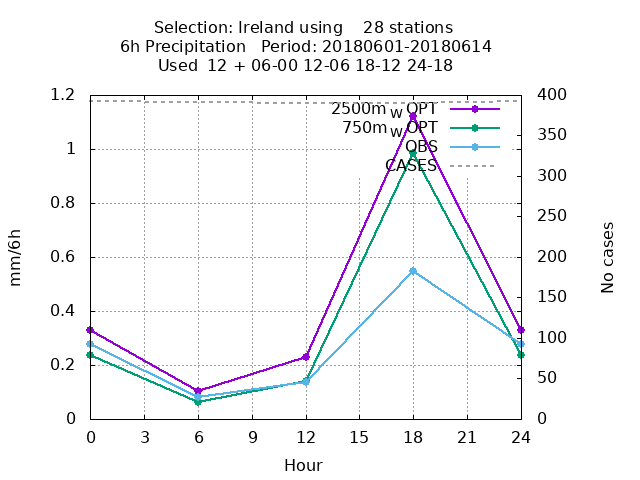 Selection: Ireland using 28 stations
6h Precipitation Period: 20180601-20180614
Used 12 + 06-00 12-06 18-12 24-18
1.2
1
0.8
0.6
0.4
0.2
0
mm/6h
2500m W OPT
750m W OPT
OBS
CASES
400
350
300
250
200
150
100
50
0
No cases
0 3 6 9 12 15 18 21 24
Hour